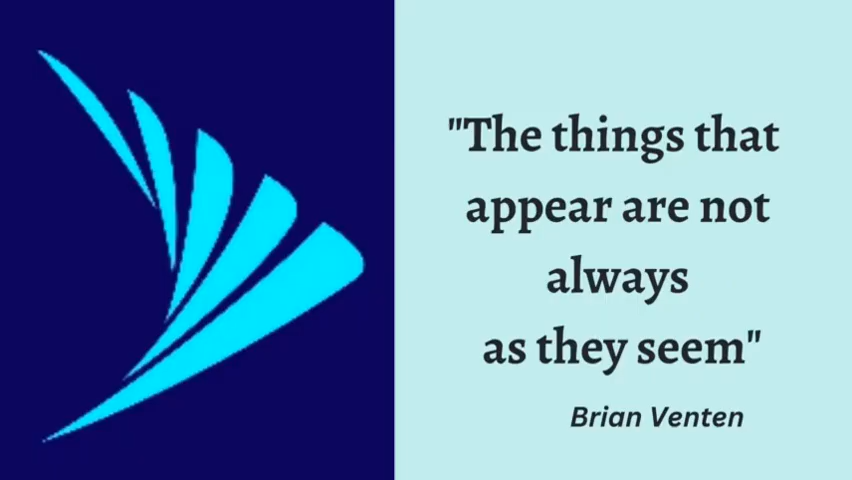 "The things that
appear are not
always
as they seem"
Brian Venten